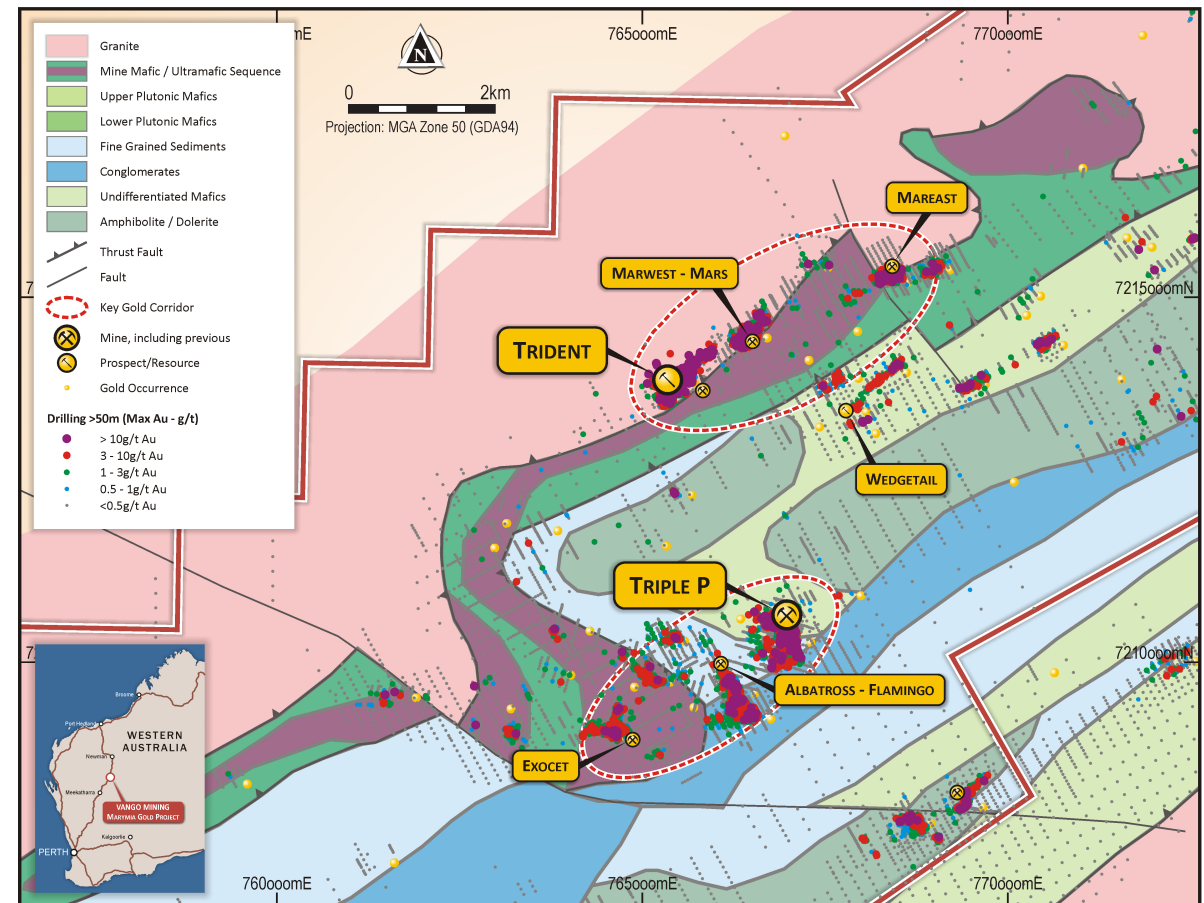 mE
765000mE
770000mE
N
0 2km
Projection: MGA Zone 50 (GDA94)
Granite
Mine Mafic / Ultramafic Sequence
Upper Plutonic Mafics
Lower Plutonic Mafics
Fine Grained Sediments
Conglomerates
Undifferentiated Mafics
Amphibolite / Dolerite
Thrust Fault
Fault
Key Gold Corridor
Mine, including previous
Prospect/Resource
Gold Occurrence
Drilling >50m (Max Au - g/t)
> 10g/t Au
3 - 10g/t Au
1 - 3g/t Au
0.5 - 1g/t Au
<0.5g/t Au
MAREAST
MARWEST - MARS
7
7215000mN
TRIDENT
WEDGETAIL
TRIPLE P
72
7210000mN
ALBATROSS - FLAMINGO
EXOCET
Broome
Port Hedland
WESTERN
AUSTRALIA
Newman
Meekatharra
VANGO MINING
MARYMIA GOLD PROJECT
Kalgoorlie
PERTH
760000mE
765000mE
770000mE